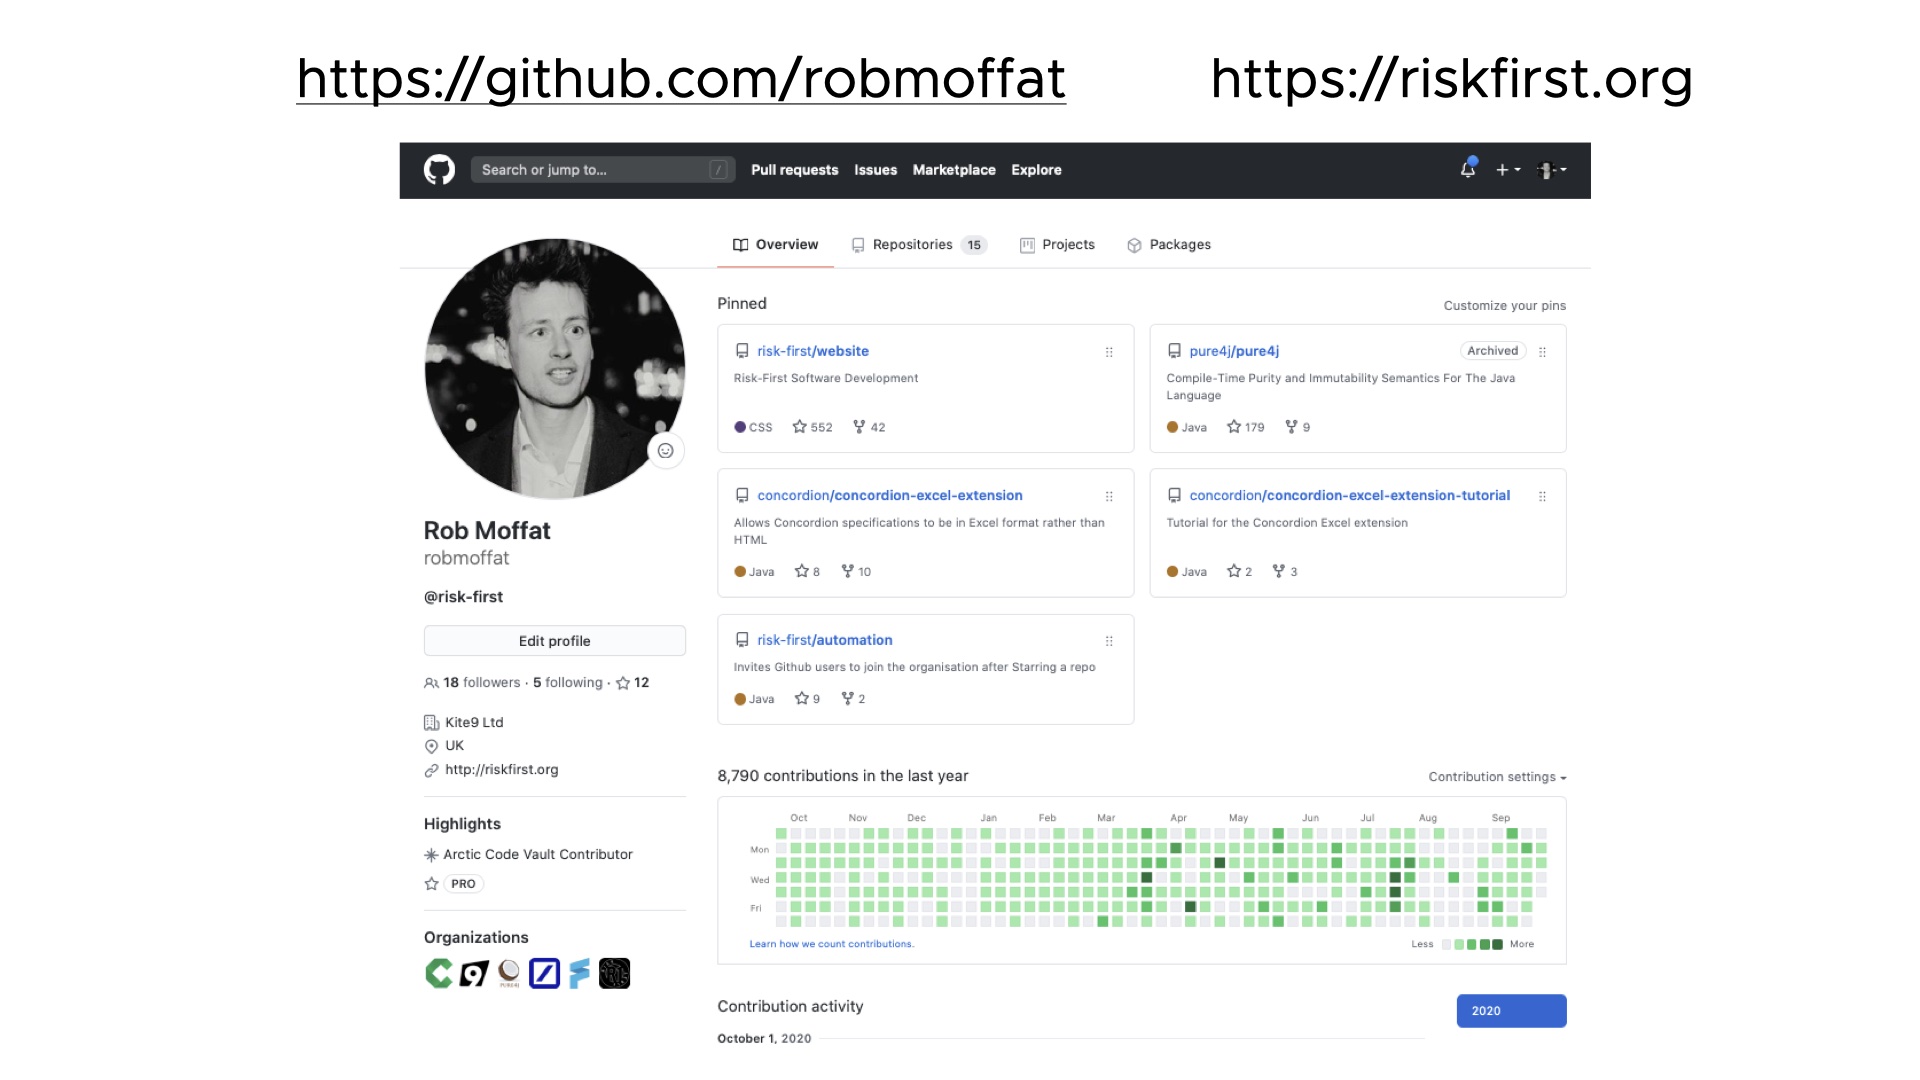 https://github.com/robmoffat
https://riskfirst.org
Search or jump to... /
Pull requests Issues Marketplace Explore
Overview Repositories 15 Projects Packages
Rob Moffat
robmoffat
@risk-first
Edit profile
18 followers · 5 following · 12
Kite9 Ltd
UK
http://riskfirst.org
Highlights
Arctic Code Vault Contributor
PRO
Organizations
Pinned
Customize your pins
risk-first/website
Risk-First Software Development
CSS 552 42
pure4j/pure4j Archived
Compile-Time Purity and Immutability Semantics For The Java
Language
Java 179 9
concordion/concordion-excel-extension
Allows Concordion specifications to be in Excel format rather than
HTML
Java 8 10
concordion/concordion-excel-extension-tutorial
Tutorial for the Concordion Excel extension
Java 2 3
risk-first/automation
Invites Github users to join the organisation after Starring a repo
Java 9 2
8,790 contributions in the last year
Contribution settings
Oct Nov Dec Jan Feb Mar Apr May Jun Jul Aug Sep
Mon
Wed
Fri
Learn how we count contributions.
Less More
Contribution activity
2020
October 1, 2020